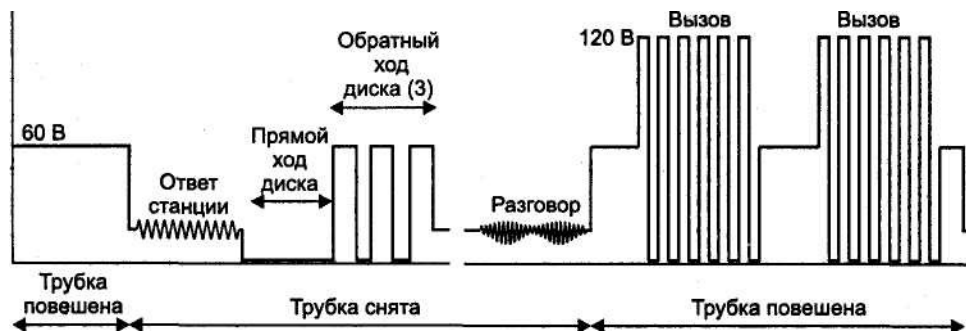 Обратный
ход
диска (3)
120 В
Вызов
Вызов
60 В
Прямой
ход
диска
Ответ
станции
Разговор
Трубка
повешена
Трубка снята
Трубка повешена